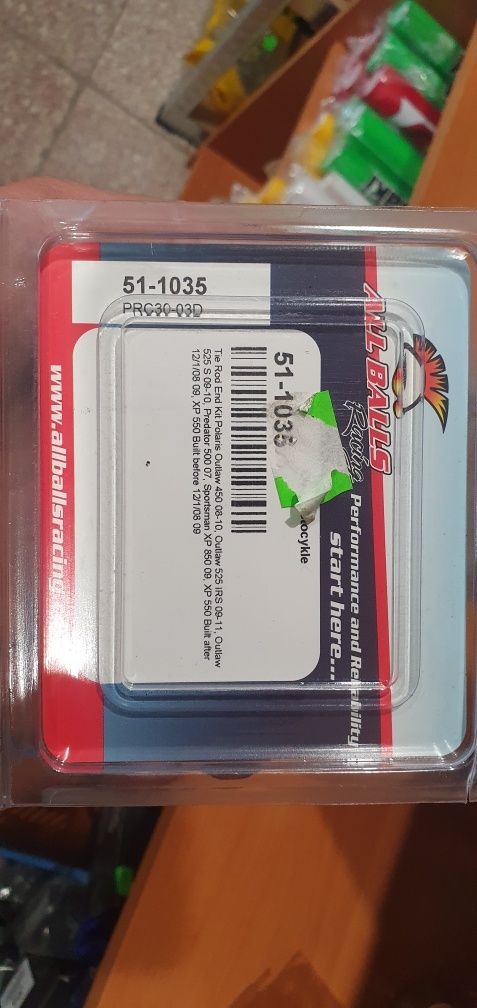 51-1035
PRC30-03D
ALL BALLS
Racing
Performance and Reliability
start here...
51-1035
Tie Rod End Kit Polaris Outlaw 450 08-10, Outlaw 525 IRS 09-11, Outlaw
525 S 09-10, Predator 500 07, Sportsman XP 850 09, XP 550 Built after
12/1/08 09, XP 550 Built before 12/1/08 09
www.allballsracing